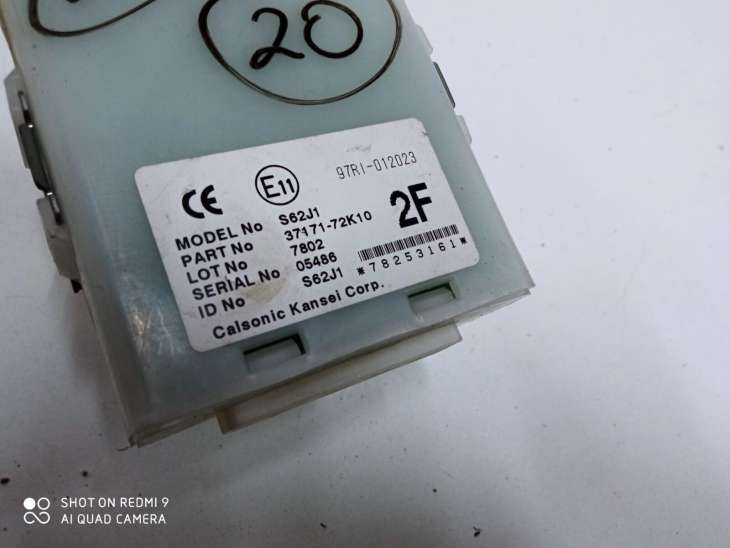 20
CE E11 97RI-012023
MODEL No S62J1
PART No 37171-72K10 2F
LOT No 7802
SERIAL No 05486 *78253161*
ID No S62J1
Calsonic Kansei Corp.
SHOT ON REDMI 9
AI QUAD CAMERA